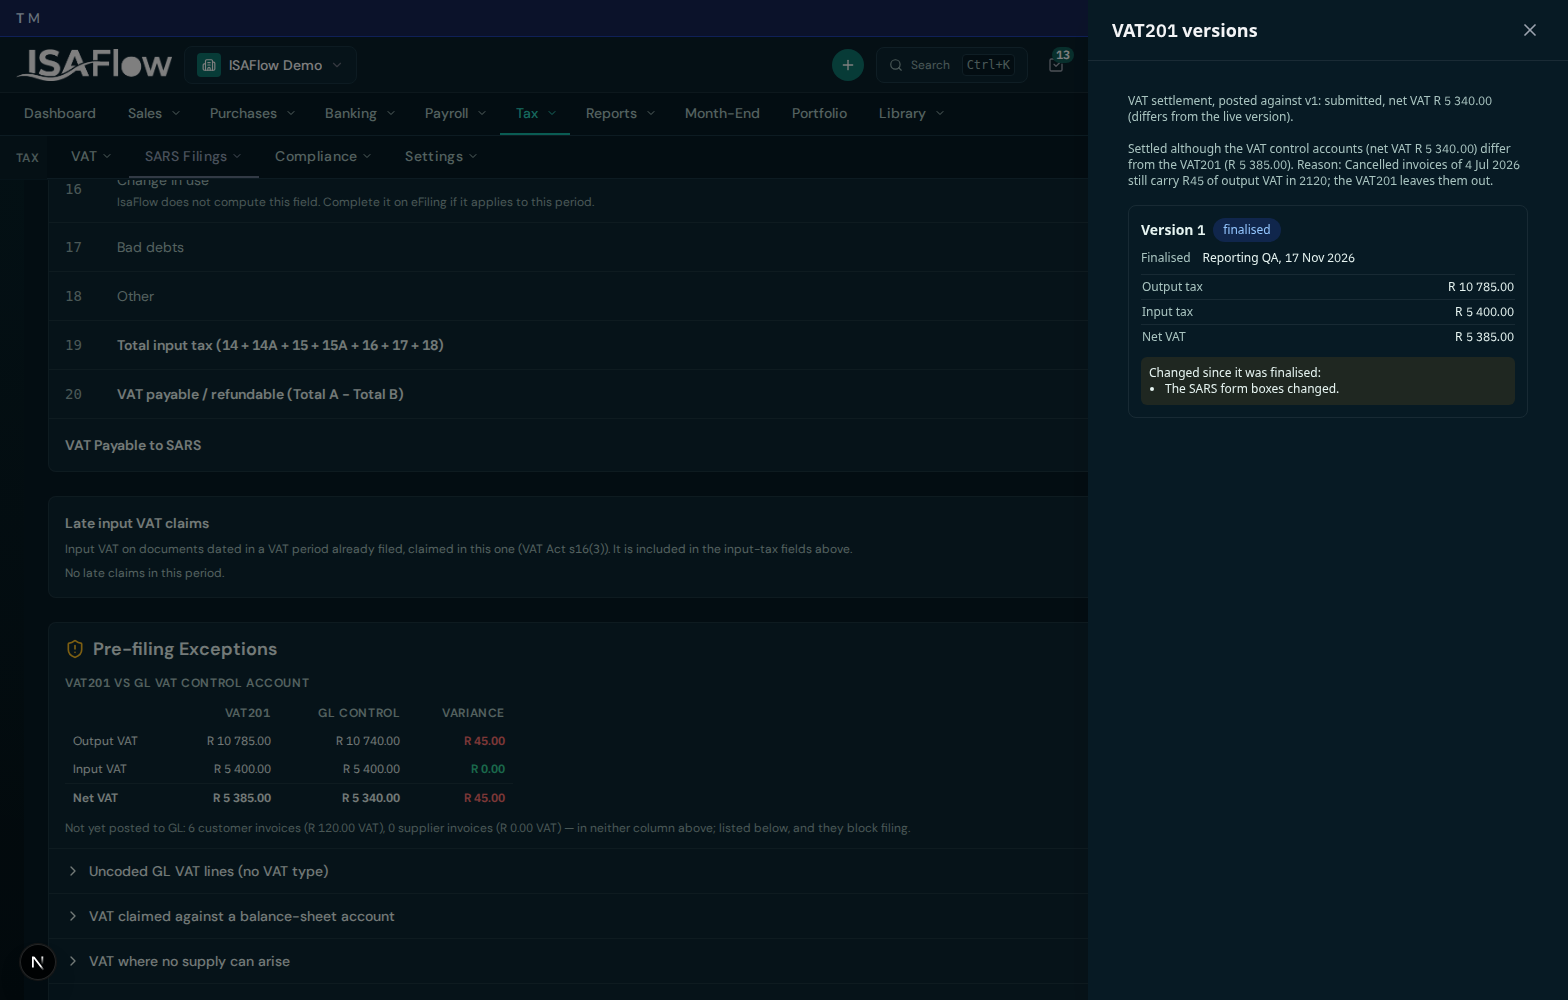 T M
ISAFlow
ISAFlow Demo
Search Ctrl+K
13
Dashboard Sales Purchases Banking Payroll Tax Reports Month-End Portfolio Library
TAX VAT SARS Filings Compliance Settings
16 Change in use
IsaFlow does not compute this field. Complete it on eFiling if it applies to this period.
17 Bad debts
18 Other
19 Total input tax (14 + 14A + 15 + 15A + 16 + 17 + 18)
20 VAT payable / refundable (Total A - Total B)
VAT Payable to SARS
Late input VAT claims
Input VAT on documents dated in a VAT period already filed, claimed in this one (VAT Act s16(3)). It is included in the input-tax fields above.
No late claims in this period.
Pre-filing Exceptions
VAT201 VS GL VAT CONTROL ACCOUNT
VAT201 GL CONTROL VARIANCE
Output VAT R 10 785.00 R 10 740.00 R 45.00
Input VAT R 5 400.00 R 5 400.00 R 0.00
Net VAT R 5 385.00 R 5 340.00 R 45.00
Not yet posted to GL: 6 customer invoices (R 120.00 VAT), 0 supplier invoices (R 0.00 VAT) — in neither column above; listed below, and they block filing.
Uncoded GL VAT lines (no VAT type)
VAT claimed against a balance-sheet account
VAT where no supply can arise
N
VAT201 versions
VAT settlement, posted against v1: submitted, net VAT R 5 340.00
(differs from the live version).
Settled although the VAT control accounts (net VAT R 5 340.00) differ
from the VAT201 (R 5 385.00). Reason: Cancelled invoices of 4 Jul 2026
still carry R45 of output VAT in 2120; the VAT201 leaves them out.
Version 1 finalised
Finalised Reporting QA, 17 Nov 2026
Output tax R 10 785.00
Input tax R 5 400.00
Net VAT R 5 385.00
Changed since it was finalised:
• The SARS form boxes changed.